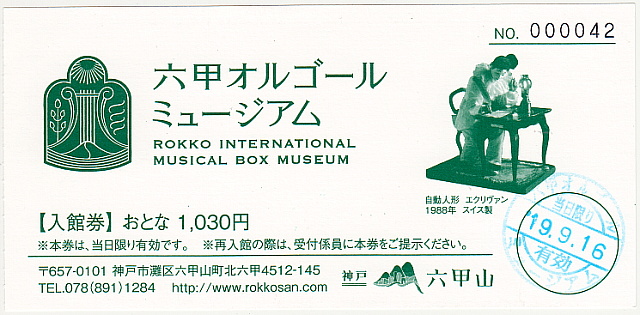 NO. 000042
六甲オルゴール
ミュージアム
ROKKO INTERNATIONAL
MUSICAL BOX MUSEUM
自動人形 エクリヴァン
1988年 スイス製
【入館券】 おとな 1,030円
※本券は、当日限り有効です。 ※再入館の際は、受付係員に本券をご提示ください。
〒657-0101 神戸市灘区六甲山町北六甲4512-145
TEL.078(891)1284 http://www.rokkosan.com
神戸 六甲山
当日限り
19.9.16
有効